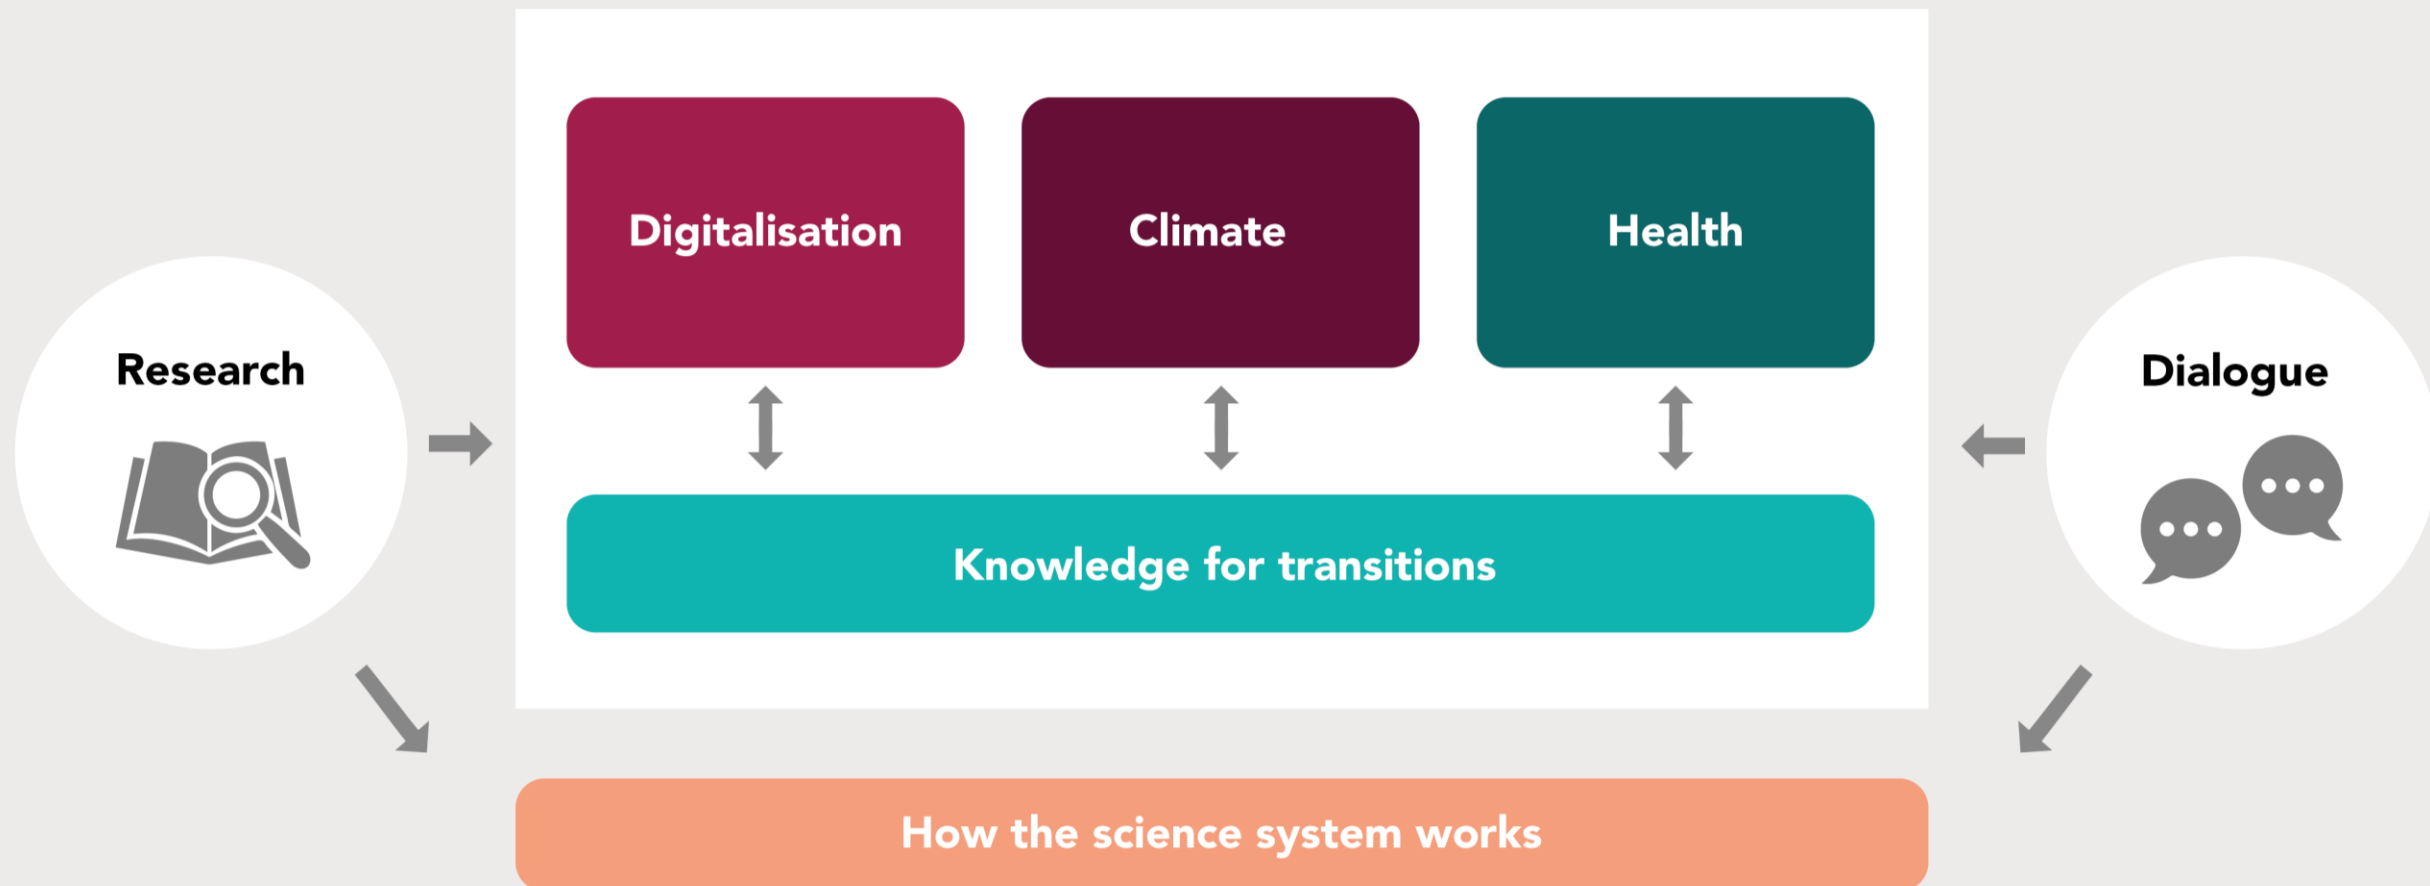 Digitalisation
Climate
Health
Research
Dialogue
Knowledge for transitions
How the science system works